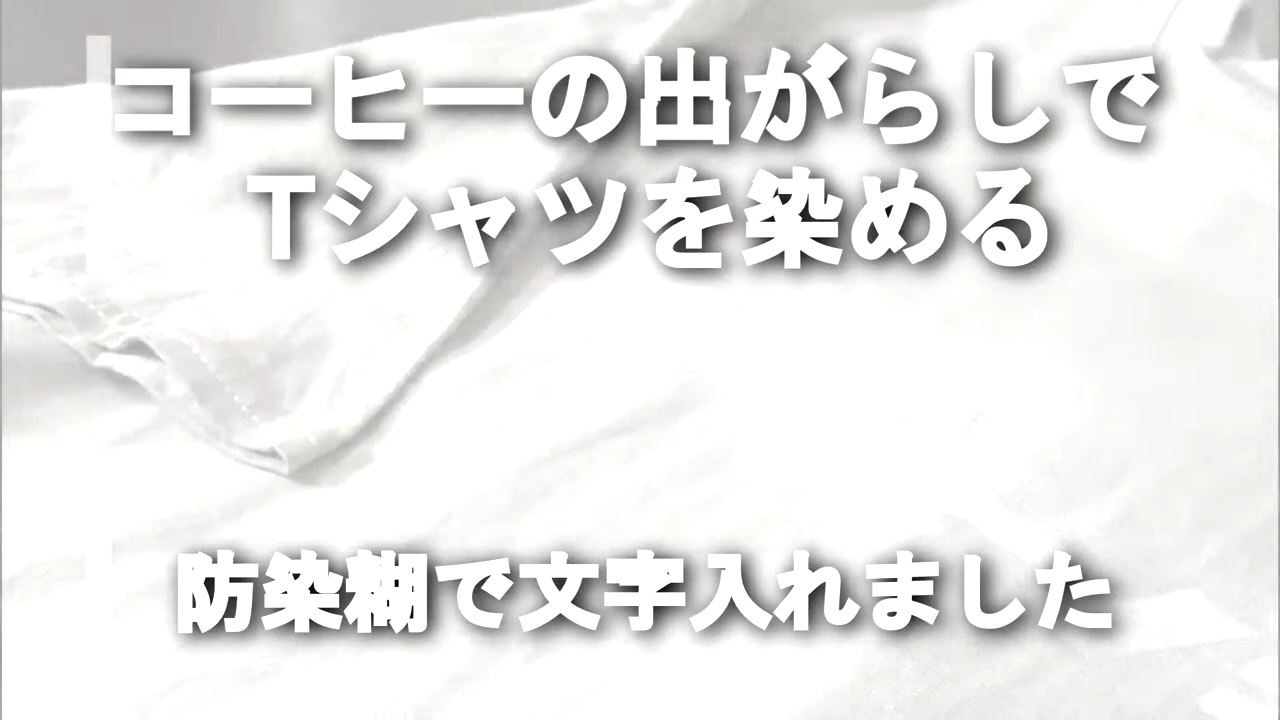 コーヒーの出がらしで
Tシャツを染める
防染糊で文字入れました